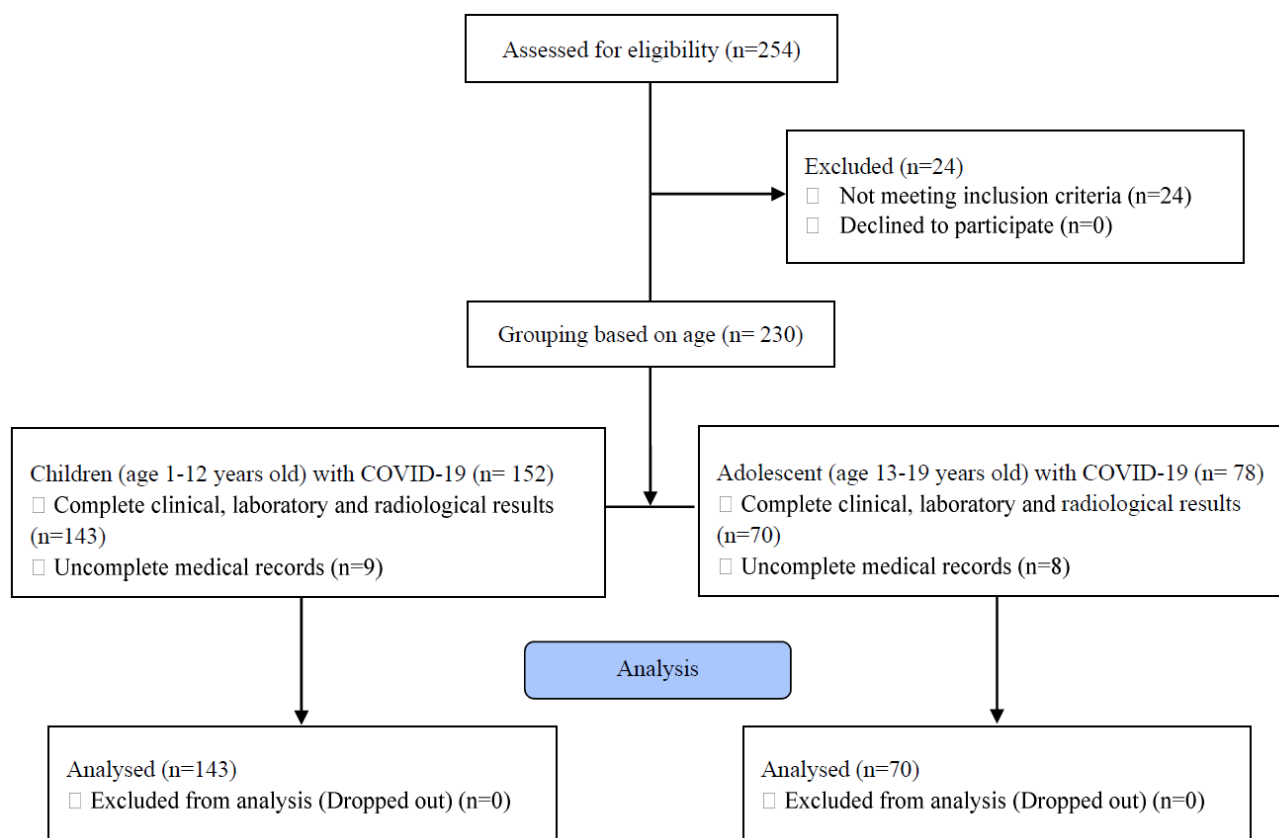 Assessed for eligibility (n=254)
Excluded (n=24)
□ Not meeting inclusion criteria (n=24)
□ Declined to participate (n=0)
Grouping based on age (n= 230)
Children (age 1-12 years old) with COVID-19 (n= 152)
□ Complete clinical, laboratory and radiological results
(n=143)
□ Uncomplete medical records (n=9)
Adolescent (age 13-19 years old) with COVID-19 (n= 78)
□ Complete clinical, laboratory and radiological results
(n=70)
□ Uncomplete medical records (n=8)
Analysis
Analysed (n=143)
□ Excluded from analysis (Dropped out) (n=0)
Analysed (n=70)
□ Excluded from analysis (Dropped out) (n=0)